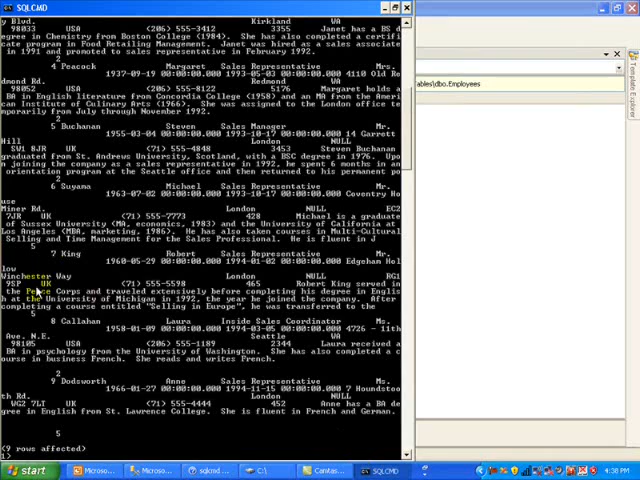 SQLCMD
y Blvd. Kirkland WA
98033 USA (206) 555-3412 3355 Janet has a BS d
egree in Chemistry from Boston College (1984). She has also completed a certifi
cate program in Food Retailing Management. Janet was hired as a sales associate
in 1991 and promoted to sales representative in February 1992.
2
4 Peacock Margaret Sales Representative Mrs.
1937-09-19 00:00:00.000 1993-05-03 00:00:00.000 4110 Old Re
dmond Rd. Redmond WA
98052 USA (206) 555-8122 5176 Margaret holds a
BA in English literature from Concordia College (1958) and an MA from the Ameri
can Institute of Culinary Arts (1966). She was assigned to the London office te
mporarily from July through November 1992.
2
5 Buchanan Steven Sales Manager Mr.
1955-03-04 00:00:00.000 1993-10-17 00:00:00.000 14 Garrett
Hill London NULL
SW1 8JR UK (71) 555-4848 3453 Steven Buchanan
graduated from St. Andrews University, Scotland, with a BSC degree in 1976. Upo
n joining the company as a sales representative in 1992, he spent 6 months in an
orientation program at the Seattle office and then returned to his permanent po
2
6 Suyama Michael Sales Representative Mr.
1963-07-02 00:00:00.000 1993-10-17 00:00:00.000 Coventry Ho
use
Miner Rd. London NULL EC2
7JR UK (71) 555-7773 428 Michael is a graduate
of Sussex University (MA, economics, 1983) and the University of California at
Los Angeles (MBA, marketing, 1986). He has also taken courses in Multi-Cultural
Selling and Time Management for the Sales Professional. He is fluent in J
5
7 King Robert Sales Representative Mr.
1960-05-29 00:00:00.000 1994-01-02 00:00:00.000 Edgeham Hol
low
Winchester Way London NULL RG1
9SP UK (71) 555-5598 465 Robert King served in
the Peace Corps and traveled extensively before completing his degree in Englis
h at the University of Michigan in 1992, the year he joined the company. After
completing a course entitled "Selling in Europe", he was transferred to the
5
8 Callahan Laura Inside Sales Coordinator Ms.
1958-01-09 00:00:00.000 1994-03-05 00:00:00.000 4726 - 11th
Ave. N.E. Seattle WA
98105 USA (206) 555-1189 2344 Laura received a
BA in psychology from the University of Washington. She has also completed a c
ourse in business French. She reads and writes French.
2
9 Dodsworth Anne Sales Representative Ms.
1966-01-27 00:00:00.000 1994-11-15 00:00:00.000 7 Houndstoo
th Rd. London NULL
WG2 7LT UK (71) 555-4444 452 Anne has a BA de
gree in English from St. Lawrence College. She is fluent in French and German.
5
(9 rows affected)
1>
ables\dbo.Employees
Template Explorer
start
Microso...
Microso...
sqlcmd ...
C:\
Camtas...
SQLCMD
4:38 PM